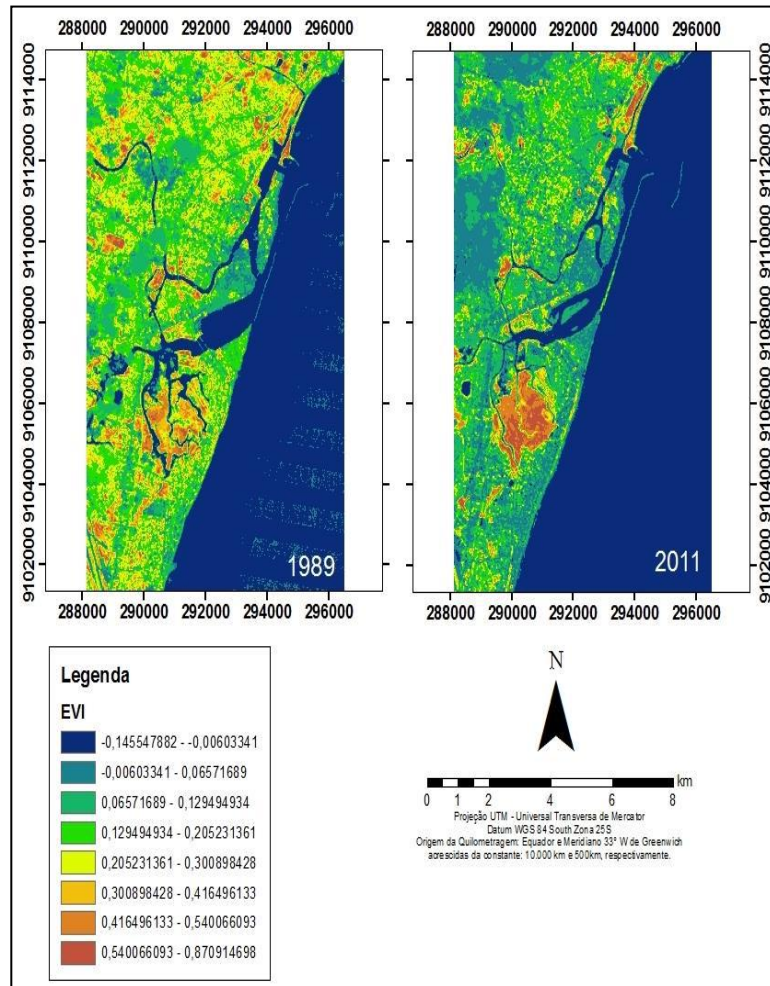 288000 290000 292000 294000 296000
288000 290000 292000 294000 296000
9114000
9112000
9110000
9108000
9106000
9104000
9102000
1989
2011
9114000
9112000
9110000
9108000
9106000
9104000
9102000
288000 290000 292000 294000 296000
288000 290000 292000 294000 296000
Legenda
EVI
-0,145547882 - -0,00603341
-0,00603341 - 0,06571689
0,06571689 - 0,129494934
0,129494934 - 0,205231361
0,205231361 - 0,300898428
0,300898428 - 0,416496133
0,416496133 - 0,540066093
0,540066093 - 0,870914698
N
km
0 1 2 4 6 8
Projeção UTM - Universal Transversa de Mercator
Datum WGS 84 South Zona 25S
Origem da Quilometragem: Equador e Meridiano 33° W de Greenwich
acrescidas da constante: 10.000 km e 500km, respectivamente.